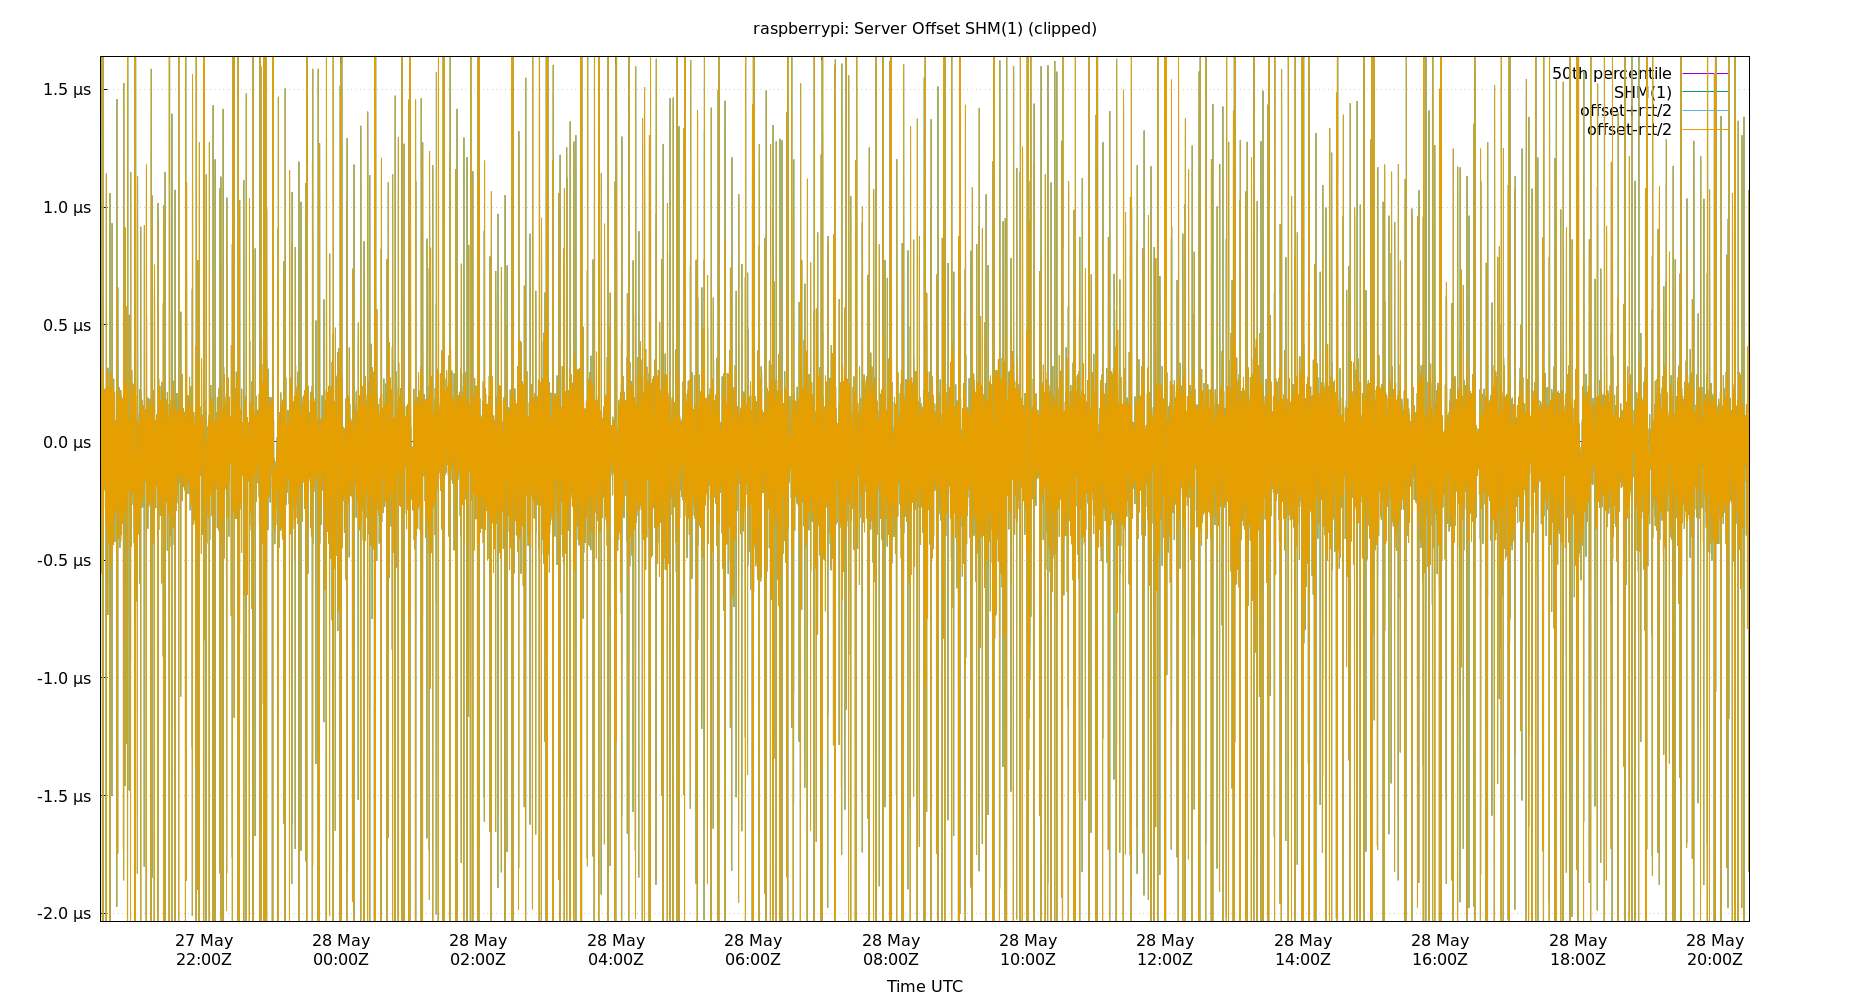 raspberrypi: Server Offset SHM(1) (clipped)
50th percentile
SHM(1)
offset+rtt/2
offset-rtt/2
1.5 µs
1.0 µs
0.5 µs
0.0 µs
-0.5 µs
-1.0 µs
-1.5 µs
-2.0 µs
27 May 28 May 28 May 28 May 28 May 28 May 28 May 28 May 28 May 28 May 28 May 28 May
22:00Z 00:00Z 02:00Z 04:00Z 06:00Z 08:00Z 10:00Z 12:00Z 14:00Z 16:00Z 18:00Z 20:00Z
Time UTC